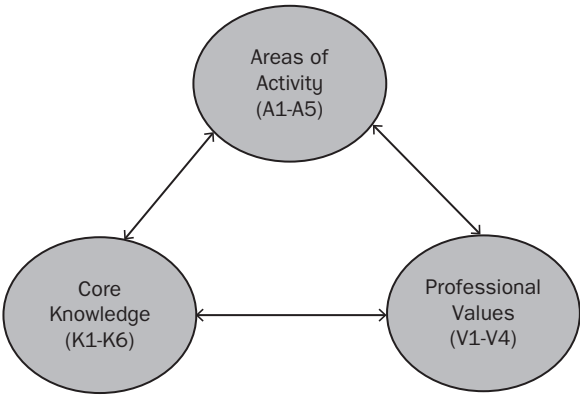 Areas of
Activity
(A1-A5)
Core
Knowledge
(K1-K6)
Professional
Values
(V1-V4)